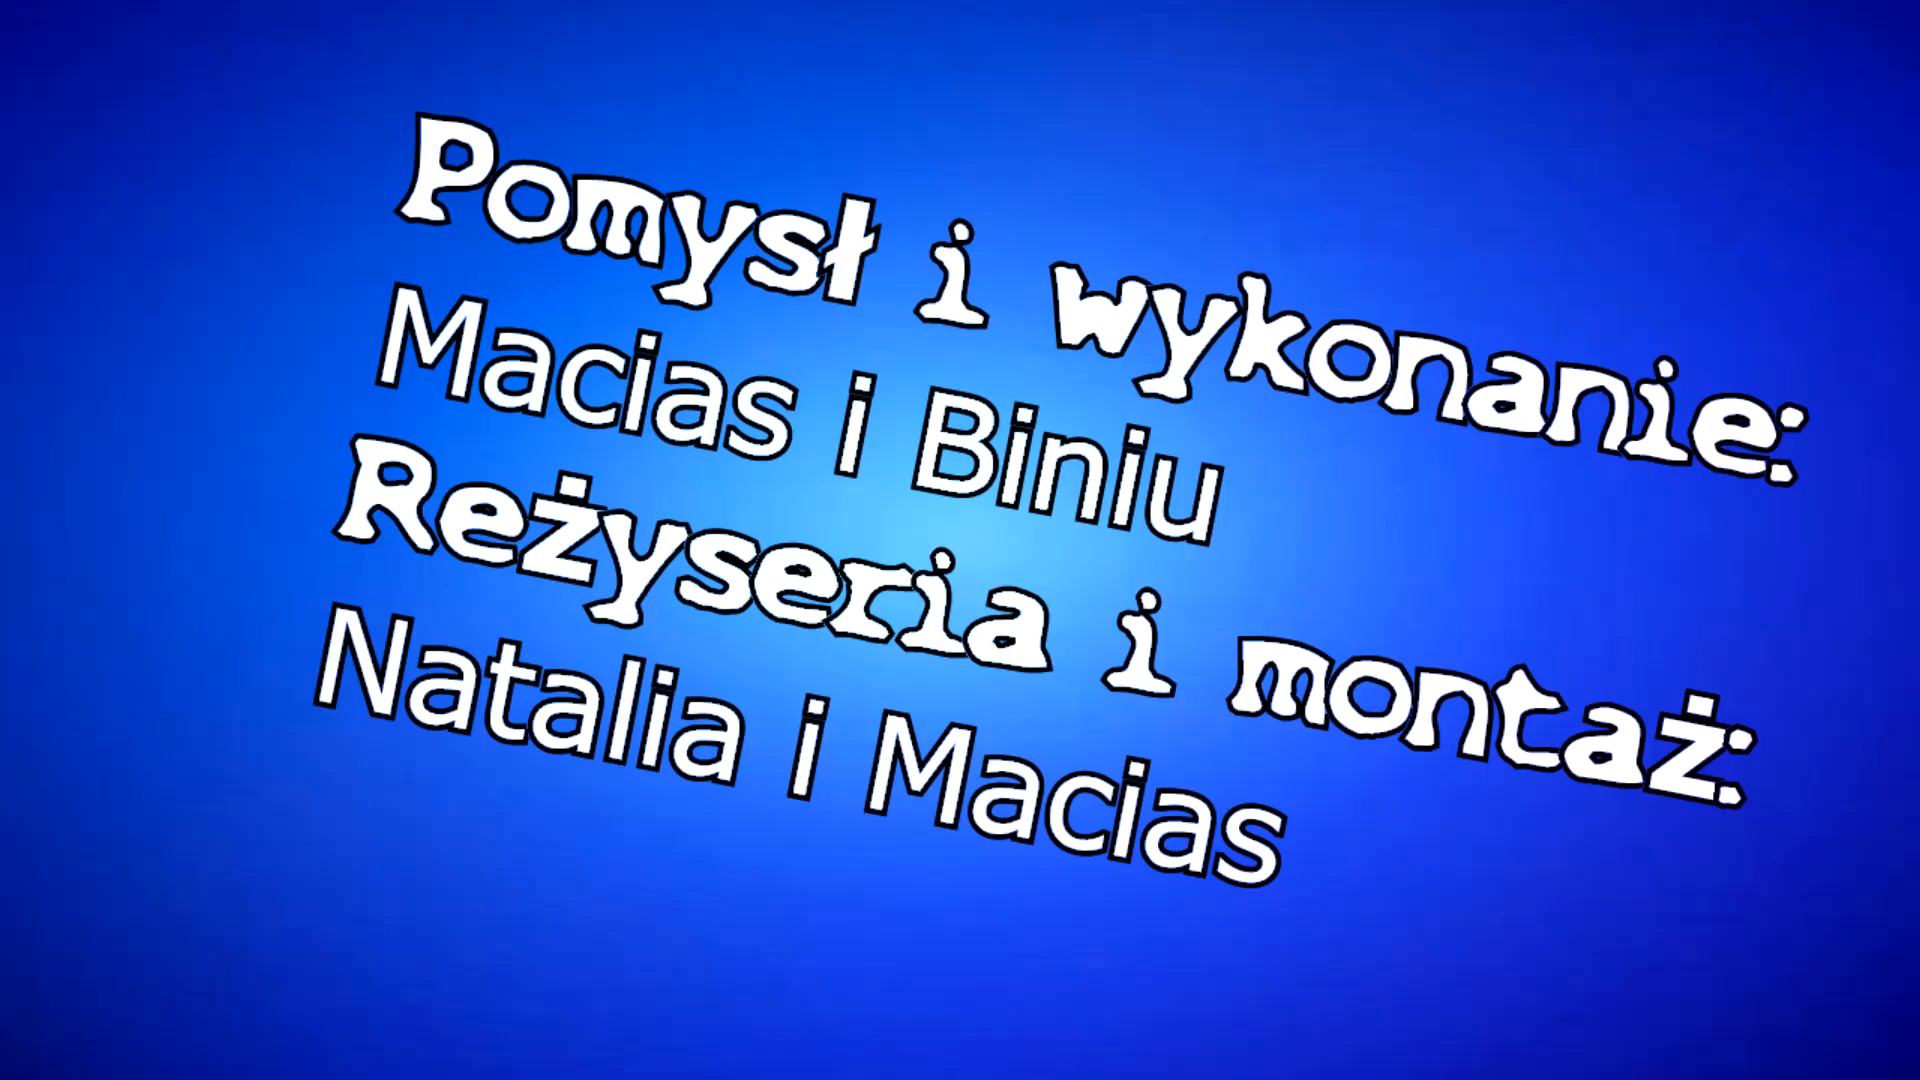 Pomysł i wykonanie:
Macias i Biniu
Reżyseria i montaż:
Natalia i Macias